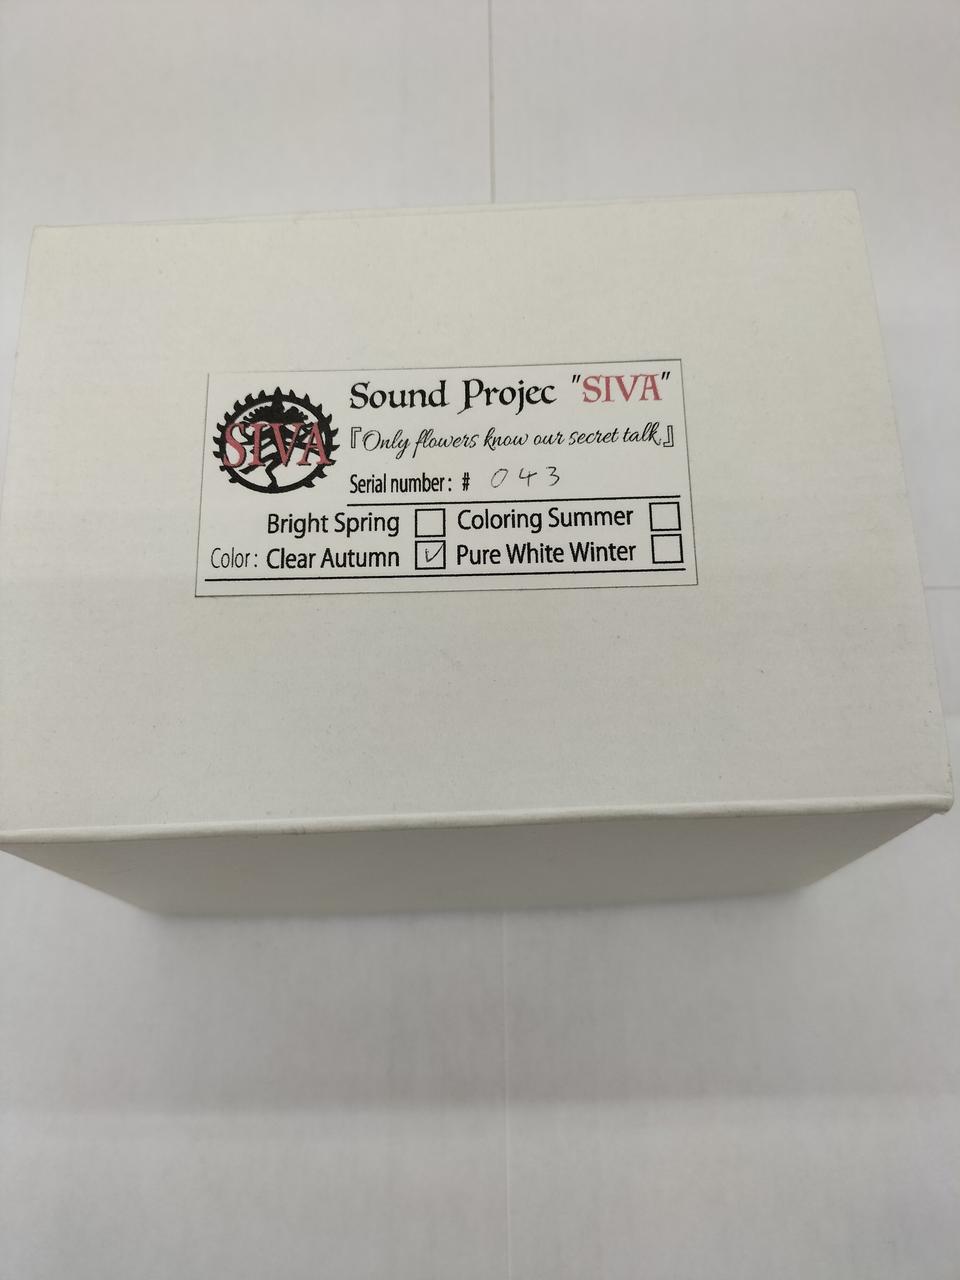 SIVA
Sound Projec "SIVA"
『Only flowers know our secret talk』
Serial number: # 043
Bright Spring Coloring Summer
Color: Clear Autumn Pure White Winter